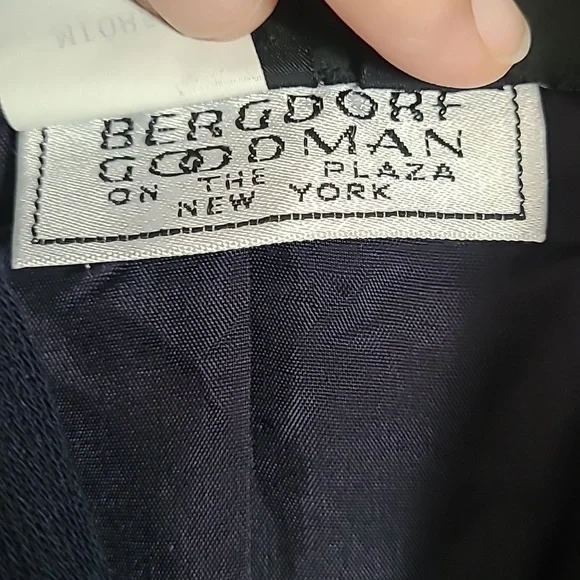 BERGDORF
GOODMAN
ON THE PLAZA
NEW YORK